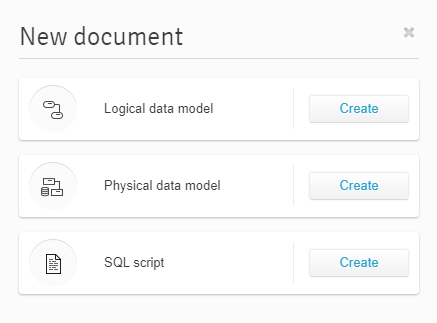 New document
Logical data model
Create
Physical data model
Create
SQL script
Create